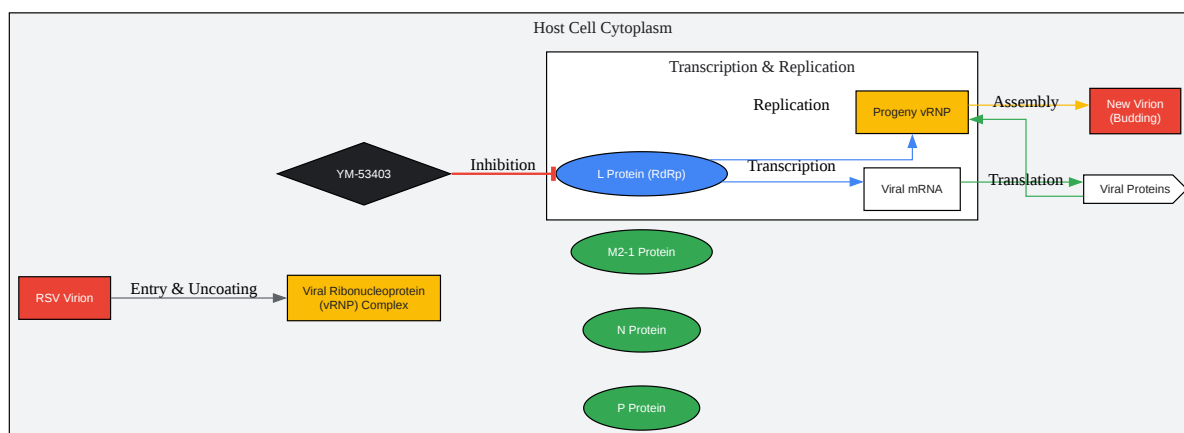 Host Cell Cytoplasm
Transcription & Replication
Replication
Progeny vRNP
Assembly
New Virion
(Budding)
YM-53403
Inhibition
L Protein (RdRp)
Transcription
Viral mRNA
Translation
Viral Proteins
M2-1 Protein
RSV Virion
Entry & Uncoating
Viral Ribonucleoprotein
(vRNP) Complex
N Protein
P Protein